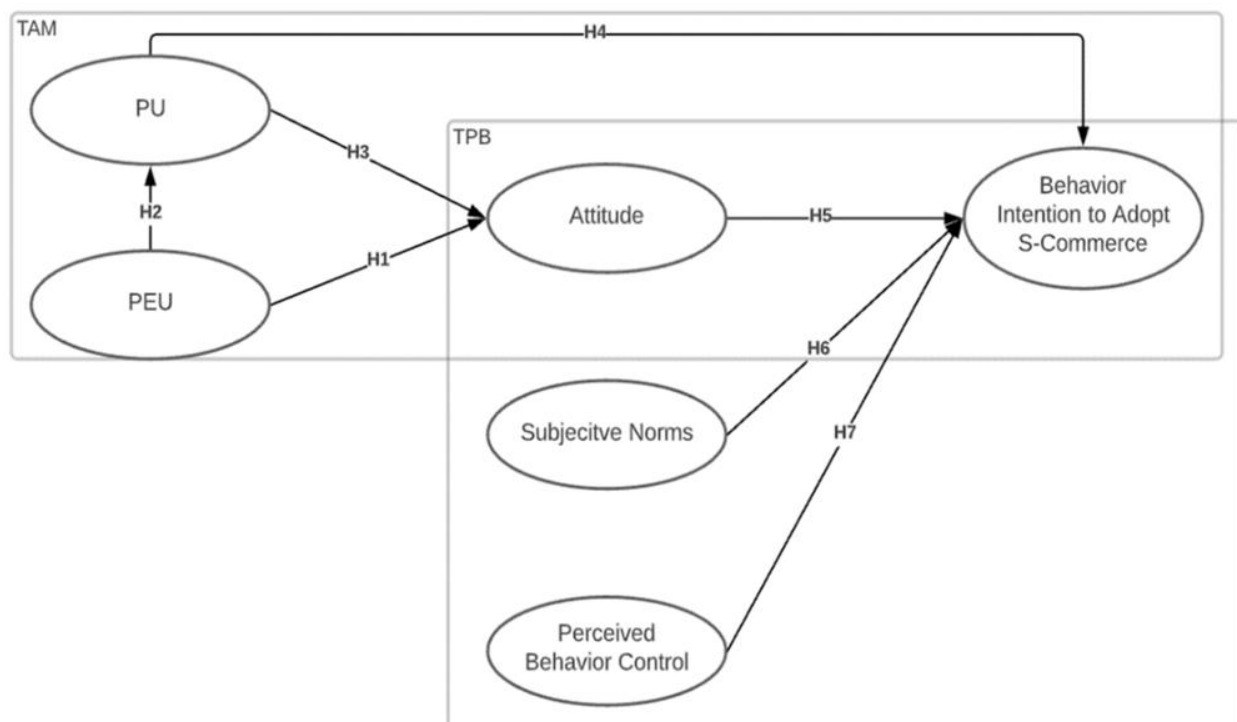 TAM
H4
PU
TPB
H3
Behavior
Intention to Adopt
S-Commerce
H2
Attitude
H5
H1
PEU
H6
Subjecitve Norms
H7
Perceived
Behavior Control